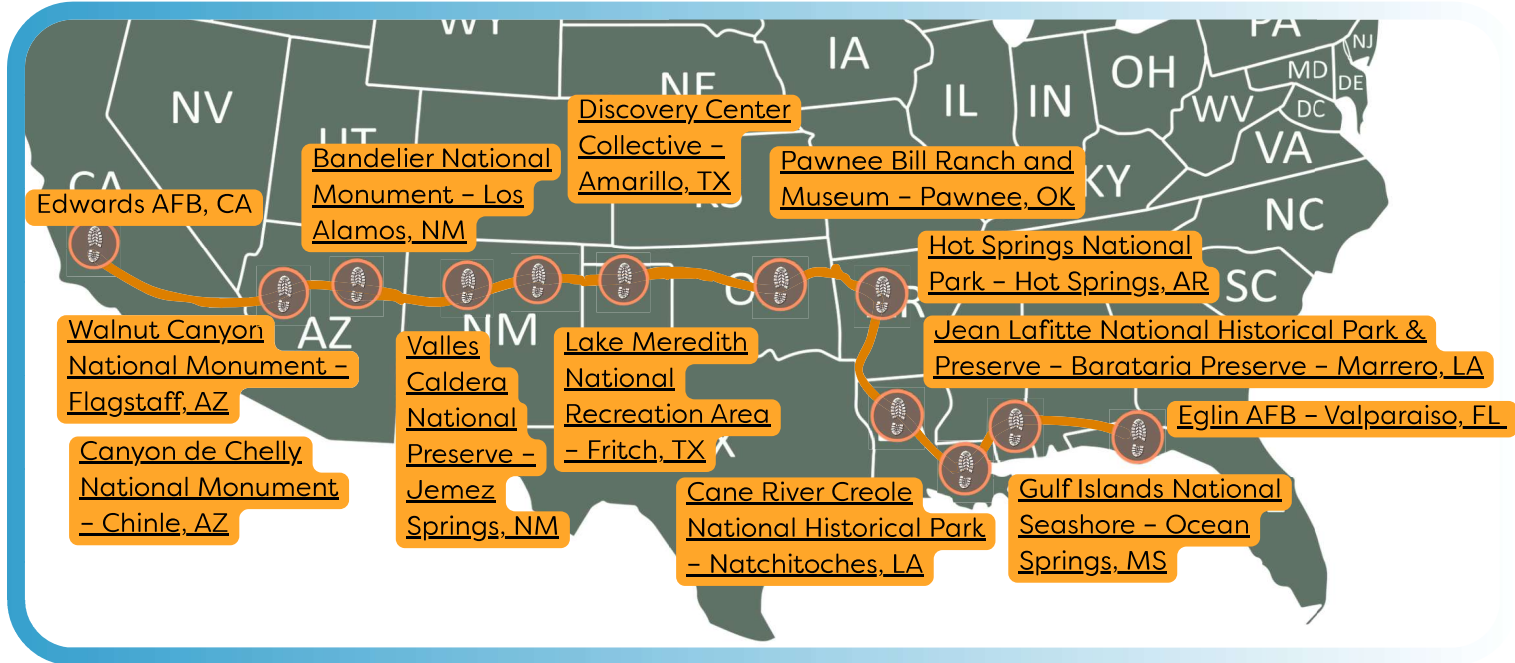 WY
PA
NJ
IA
NE
OH
MD
DE
NV
IL
IN
WV
DC
UT
VA
CA
KS
KY
NC
SC
AZ
NM
Discovery Center
Collective –
Amarillo, TX
Bandelier National
Monument – Los
Alamos, NM
Pawnee Bill Ranch and
Museum – Pawnee, OK
Edwards AFB, CA
Hot Springs National
Park – Hot Springs, AR
Walnut Canyon
National Monument –
Flagstaff, AZ
Valles
Caldera
National
Preserve –
Jemez
Springs, NM
Lake Meredith
National
Recreation Area
– Fritch, TX
Jean Lafitte National Historical Park &
Preserve – Barataria Preserve – Marrero, LA
Eglin AFB – Valparaiso, FL
Canyon de Chelly
National Monument
– Chinle, AZ
Cane River Creole
National Historical Park
– Natchitoches, LA
Gulf Islands National
Seashore – Ocean
Springs, MS